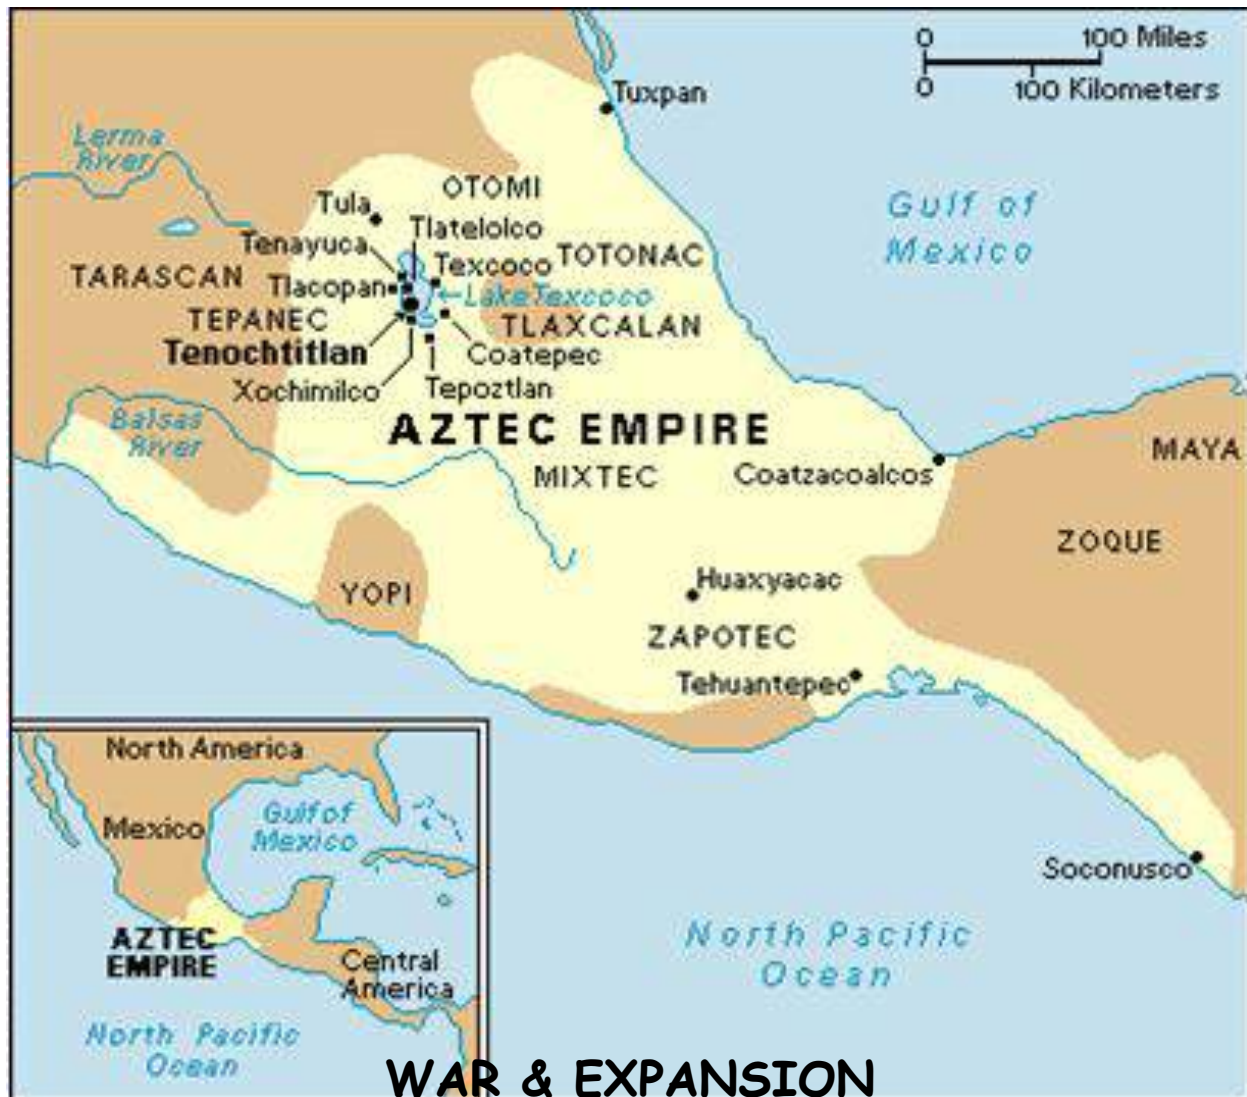 0 100 Miles
0 100 Kilometers
Tuxpan
Lerma
River
Gulf of
Mexico
OTOMI
Tula
Tlatelolco
Tenayuca
TOTONAC
Texcoco
TARASCAN
Tlacopan
←Lake Texcoco
TEPANEC
TLAXCALAN
Tenochtitlan
Coatepec
Xochimilco
Tepoztlan
Balsas
River
AZTEC EMPIRE
MAYA
MIXTEC
Coatzacoalcos
ZOQUE
YOPI
Huaxyacac
ZAPOTEC
Tehuantepec
Soconusco
North Pacific
Ocean
North America
Mexico
Gulf of
Mexico
AZTEC
EMPIRE
Central
America
North Pacific
Ocean
WAR & EXPANSION